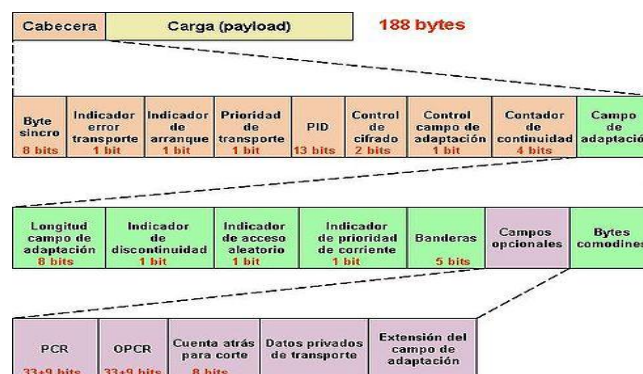 Cabecera
Carga (payload)
188 bytes
Byte
sincro
8 bits
Indicador
error
transporte
1 bit
Indicador
de
arranque
1 bit
Prioridad
de
transporte
1 bit
PID
13 bits
Control
de cifrado
2 bits
Control
campo de
adaptación
1 bit
Contador
de
continuidad
4 bits
Campo
de
adaptación
Longitud
campo de
adaptación
8 bits
Indicador
de
discontinuidad
1 bit
Indicador
de acceso
aleatorio
1 bit
Indicador
de prioridad
de corriente
1 bit
Banderas
5 bits
Campos
opcionales
Bytes
comodines
PCR
33+9 bits
OPCR
33+9 bits
Cuenta atrás
para corte
8 bits
Datos privados
de transporte
Extensión del
campo de
adaptación